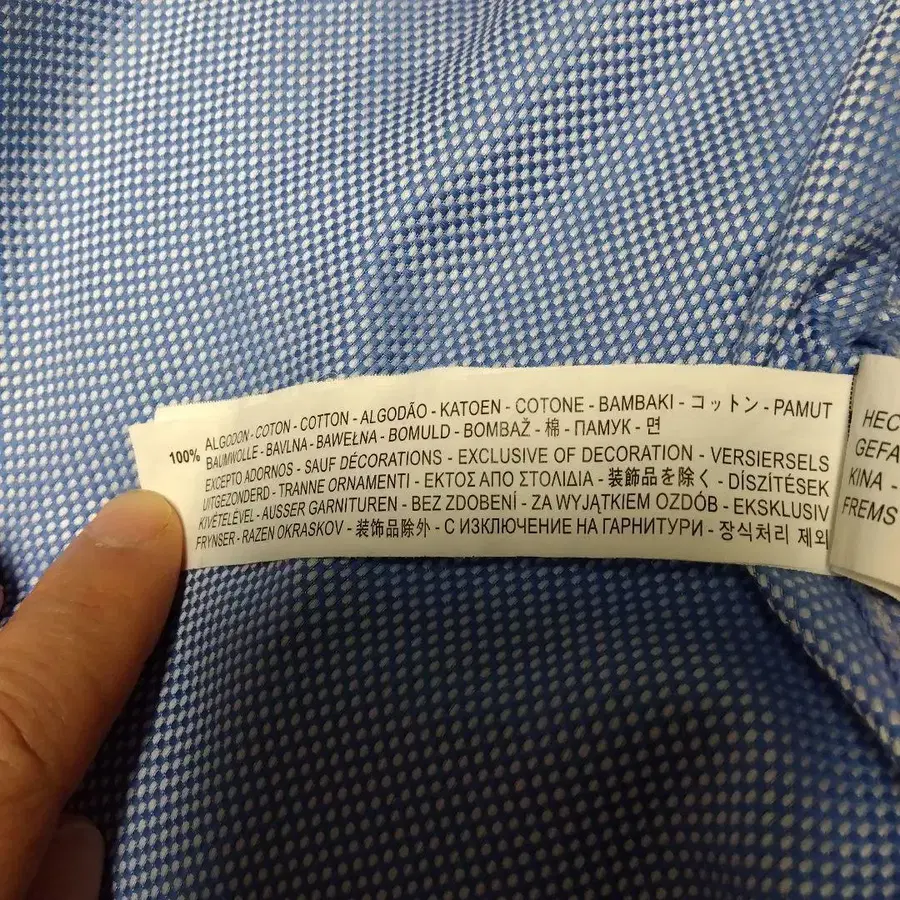 100%
ALGODON - COTON - COTTON - ALGODÃO - KATOEN - COTONE - BAMBAKI - コットン - PAMUT
BAUMWOLLE - BAVLNA - BAWEŁNA - BOMULD - BOMBAŽ - 棉 - ПАМУК - 면
EXCEPTO ADORNOS - SAUF DÉCORATIONS - EXCLUSIVE OF DECORATION - VERSIERSELS
UITGEZONDERD - TRANNE ORNAMENTI - ΕΚΤΟΣ ΑΠΟ ΣΤΟΛΙΔΙΑ - 装飾品を除く - DÍSZÍTÉSEK
KIVÉTELÉVEL - AUSSER GARNITUREN - BEZ ZDOBENÍ - ZA WYJĄTKIEM OZDÓB - EKSKLUSIV
FRYNSER - RAZEN OKRASKOV - 装饰品除外 - С ИЗКЛЮЧЕНИЕ НА ГАРНИТУРИ - 장식처리 제외
HEC
GEFA
KINA -
FREMS